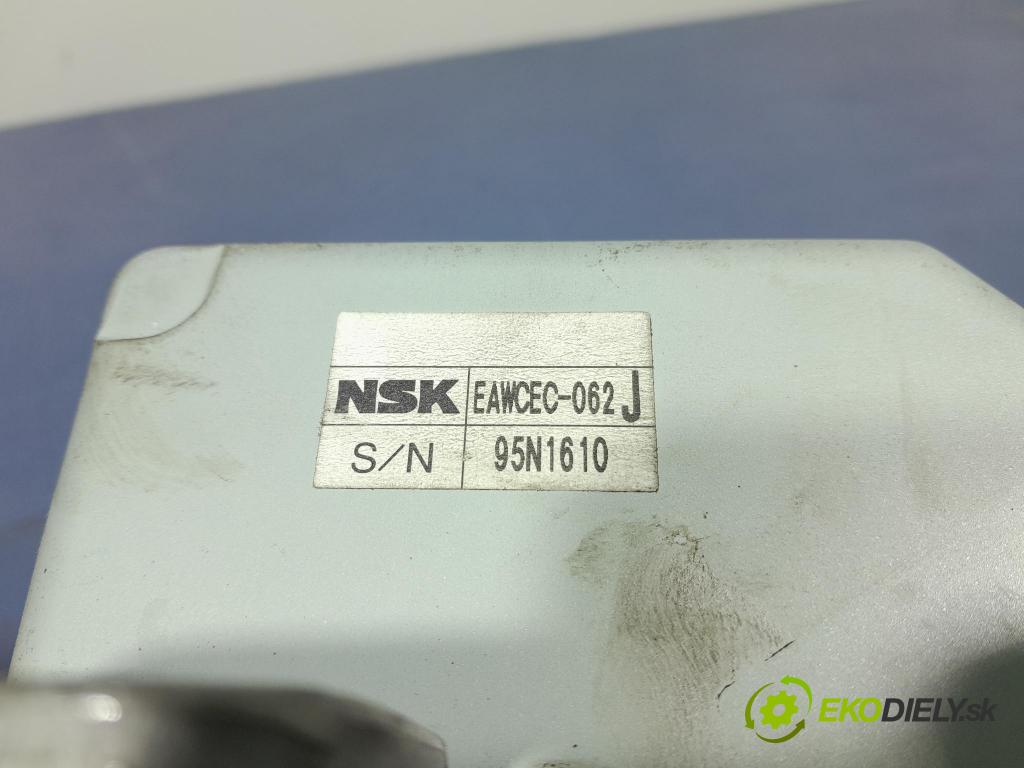 NSK EAWCEC-062 J
S/N 95N1610
EKODIELY.sk